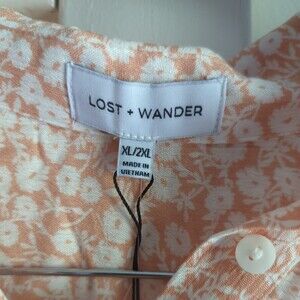 LOST + WANDER
XL/2XL
MADE IN
VIETNAM